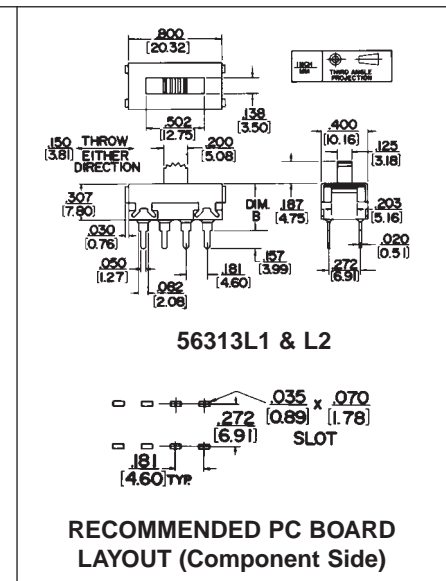 .800
[20.32]
INCH
MM
THIRD ANGLE
PROJECTION
.138
[3.50]
.502
[12.75]
.150
[3.81]
THROW
EITHER
DIRECTION
.200
[5.08]
.400
[10.16]
.125
[3.18]
.307
[7.80]
DIM.
B
.187
[4.75]
.203
[5.16]
.030
[0.76]
.020
[0.51]
.050
[1.27]
.157
[3.99]
.181
[4.60]
.272
[6.91]
.082
[2.08]
56313L1 & L2
.035
[0.89]
x
.070
[1.78]
SLOT
.272
[6.91]
.181
[4.60] TYP.
RECOMMENDED PC BOARD
LAYOUT (Component Side)